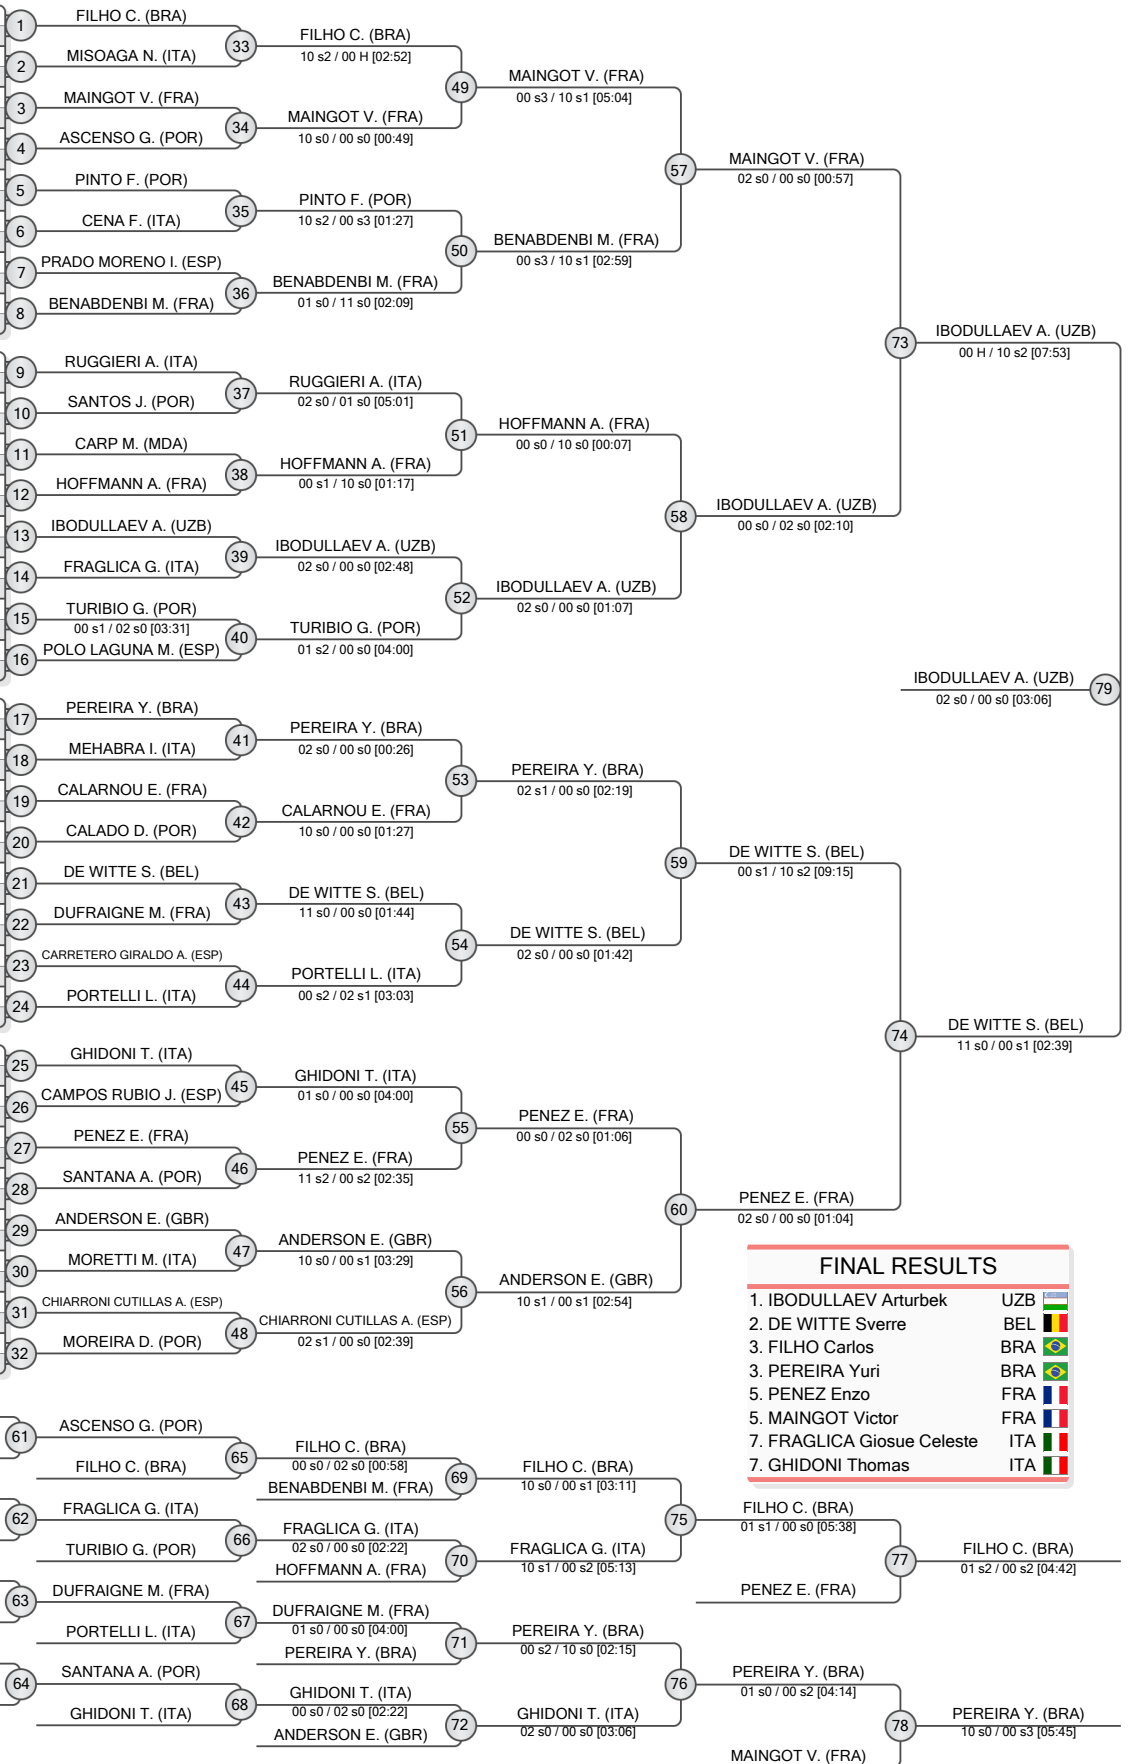 1 FILHO C. (BRA)
2 MISOAGA N. (ITA)
3 MAINGOT V. (FRA)
4 ASCENSO G. (POR)
5 PINTO F. (POR)
6 CENA F. (ITA)
7 PRADO MORENO I. (ESP)
8 BENABDENBI M. (FRA)
9 RUGGIERI A. (ITA)
10 SANTOS J. (POR)
11 CARP M. (MDA)
12 HOFFMANN A. (FRA)
13 IBODULLAEV A. (UZB)
14 FRAGLICA G. (ITA)
15 TURIBIO G. (POR)
00 s1 / 02 s0 [03:31]
16 POLO LAGUNA M. (ESP)
17 PEREIRA Y. (BRA)
18 MEHABRA I. (ITA)
19 CALARNOU E. (FRA)
20 CALADO D. (POR)
21 DE WITTE S. (BEL)
22 DUFRAIGNE M. (FRA)
23 CARRETERO GIRALDO A. (ESP)
24 PORTELLI L. (ITA)
25 GHIDONI T. (ITA)
26 CAMPOS RUBIO J. (ESP)
27 PENEZ E. (FRA)
28 SANTANA A. (POR)
29 ANDERSON E. (GBR)
30 MORETTI M. (ITA)
31 CHIARRONI CUTILLAS A. (ESP)
32 MOREIRA D. (POR)
33 FILHO C. (BRA)
10 s2 / 00 H [02:52]
34 MAINGOT V. (FRA)
10 s0 / 00 s0 [00:49]
35 PINTO F. (POR)
10 s2 / 00 s3 [01:27]
36 BENABDENBI M. (FRA)
01 s0 / 11 s0 [02:09]
37 RUGGIERI A. (ITA)
02 s0 / 01 s0 [05:01]
38 HOFFMANN A. (FRA)
00 s1 / 10 s0 [01:17]
39 IBODULLAEV A. (UZB)
02 s0 / 00 s0 [02:48]
40 TURIBIO G. (POR)
01 s2 / 00 s0 [04:00]
41 PEREIRA Y. (BRA)
02 s0 / 00 s0 [00:26]
42 CALARNOU E. (FRA)
10 s0 / 00 s0 [01:27]
43 DE WITTE S. (BEL)
11 s0 / 00 s0 [01:44]
44 PORTELLI L. (ITA)
00 s2 / 02 s1 [03:03]
45 GHIDONI T. (ITA)
01 s0 / 00 s0 [04:00]
46 PENEZ E. (FRA)
11 s2 / 00 s2 [02:35]
47 ANDERSON E. (GBR)
10 s0 / 00 s1 [03:29]
48 CHIARRONI CUTILLAS A. (ESP)
02 s1 / 00 s0 [02:39]
49 MAINGOT V. (FRA)
00 s3 / 10 s1 [05:04]
50 BENABDENBI M. (FRA)
00 s3 / 10 s1 [02:59]
51 HOFFMANN A. (FRA)
00 s0 / 10 s0 [00:07]
52 IBODULLAEV A. (UZB)
02 s0 / 00 s0 [01:07]
53 PEREIRA Y. (BRA)
02 s1 / 00 s0 [02:19]
54 DE WITTE S. (BEL)
02 s0 / 00 s0 [01:42]
55 PENEZ E. (FRA)
00 s0 / 02 s0 [01:06]
56 ANDERSON E. (GBR)
10 s1 / 00 s1 [02:54]
57 MAINGOT V. (FRA)
02 s0 / 00 s0 [00:57]
58 IBODULLAEV A. (UZB)
00 s0 / 02 s0 [02:10]
59 DE WITTE S. (BEL)
00 s1 / 10 s2 [09:15]
60 PENEZ E. (FRA)
02 s0 / 00 s0 [01:04]
73 IBODULLAEV A. (UZB)
00 H / 10 s2 [07:53]
74 DE WITTE S. (BEL)
11 s0 / 00 s1 [02:39]
IBODULLAEV A. (UZB) 79
02 s0 / 00 s0 [03:06]
FINAL RESULTS
1. IBODULLAEV Arturbek UZB
2. DE WITTE Sverre BEL
3. FILHO Carlos BRA
3. PEREIRA Yuri BRA
5. PENEZ Enzo FRA
5. MAINGOT Victor FRA
7. FRAGLICA Giosue Celeste ITA
7. GHIDONI Thomas ITA
61 ASCENSO G. (POR)
FILHO C. (BRA)
62 FRAGLICA G. (ITA)
TURIBIO G. (POR)
63 DUFRAIGNE M. (FRA)
PORTELLI L. (ITA)
64 SANTANA A. (POR)
GHIDONI T. (ITA)
65 FILHO C. (BRA)
00 s0 / 02 s0 [00:58]
BENABDENBI M. (FRA)
66 FRAGLICA G. (ITA)
02 s0 / 00 s0 [02:22]
HOFFMANN A. (FRA)
67 DUFRAIGNE M. (FRA)
01 s0 / 00 s0 [04:00]
PEREIRA Y. (BRA)
68 GHIDONI T. (ITA)
00 s0 / 02 s0 [02:22]
ANDERSON E. (GBR)
69 FILHO C. (BRA)
10 s0 / 00 s1 [03:11]
70 FRAGLICA G. (ITA)
10 s1 / 00 s2 [05:13]
71 PEREIRA Y. (BRA)
00 s2 / 10 s0 [02:15]
72 GHIDONI T. (ITA)
02 s0 / 00 s0 [03:06]
75 FILHO C. (BRA)
01 s1 / 00 s0 [05:38]
PENEZ E. (FRA)
76 PEREIRA Y. (BRA)
01 s0 / 00 s2 [04:14]
MAINGOT V. (FRA)
77 FILHO C. (BRA)
01 s2 / 00 s2 [04:42]
78 PEREIRA Y. (BRA)
10 s0 / 00 s3 [05:45]